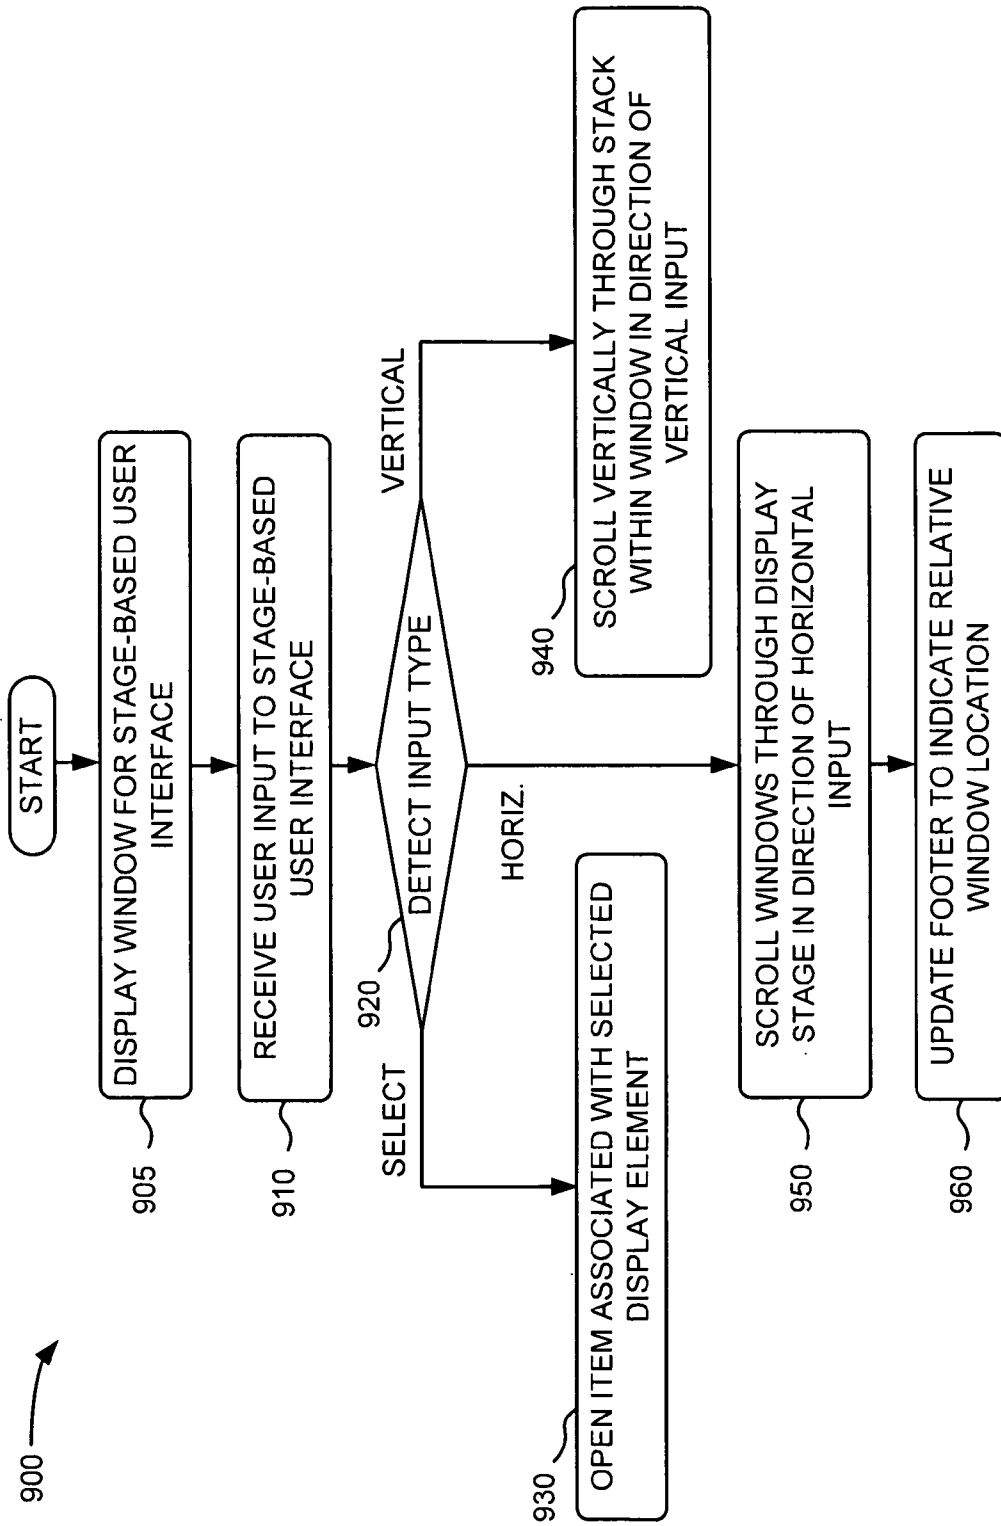 900
START
DISPLAY WINDOW FOR STAGE-BASED USER
INTERFACE
905
RECEIVE USER INPUT TO STAGE-BASED
USER INTERFACE
910
DETECT INPUT TYPE
920
SELECT
VERTICAL
HORIZ.
OPEN ITEM ASSOCIATED WITH SELECTED
DISPLAY ELEMENT
930
SCROLL VERTICALLY THROUGH STACK
WITHIN WINDOW IN DIRECTION OF
VERTICAL INPUT
940
SCROLL WINDOWS THROUGH DISPLAY
STAGE IN DIRECTION OF HORIZONTAL
INPUT
950
UPDATE FOOTER TO INDICATE RELATIVE
WINDOW LOCATION
960